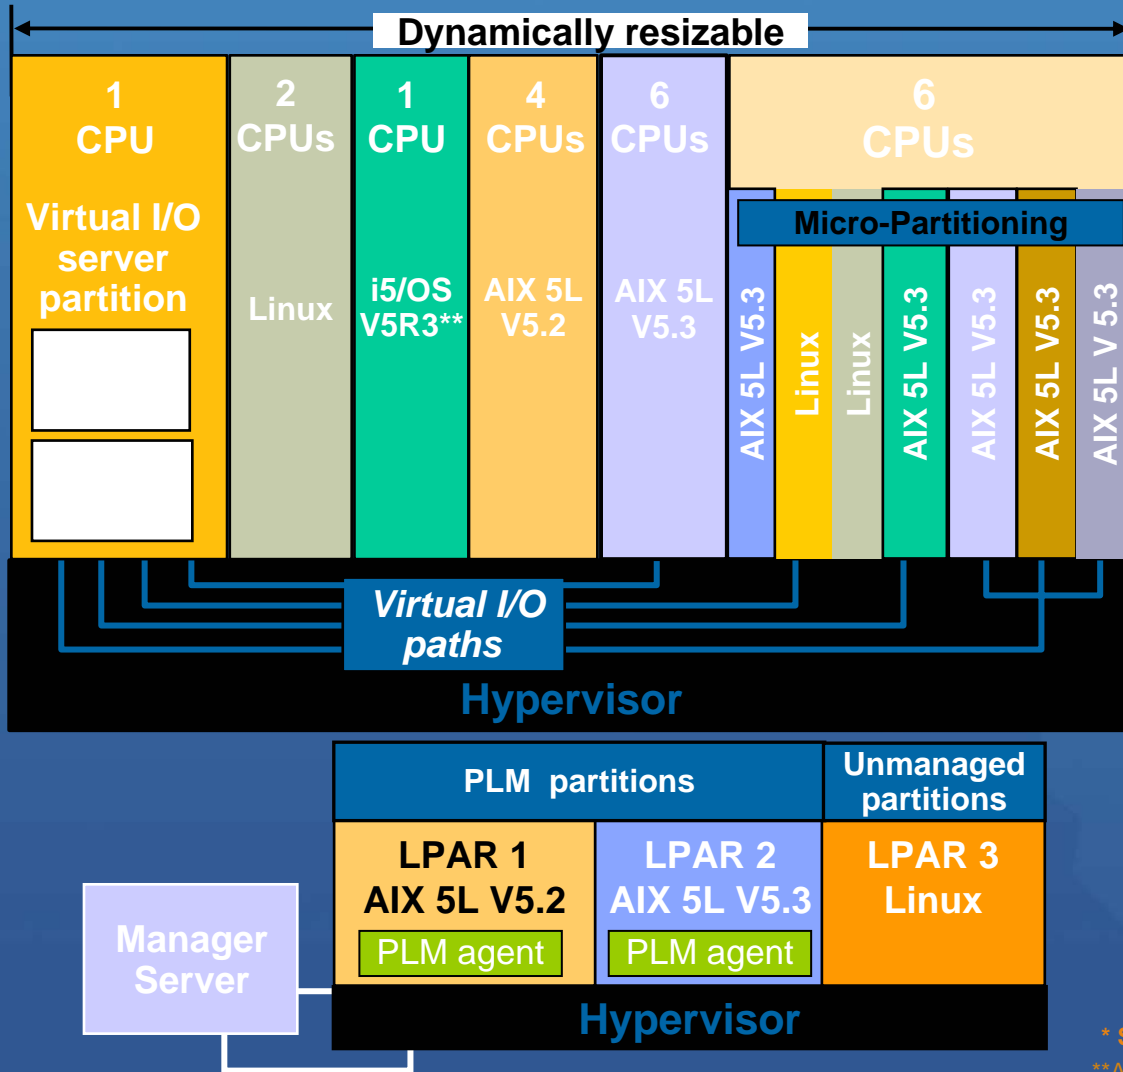 Dynamically resizable
1
CPU
2
CPUs
1
CPU
4
CPUs
6
CPUs
6
CPUs
Virtual I/O
server
partition
Linux
i5/OS
V5R3**
AIX 5L
V5.2
AIX 5L
V5.3
Micro-Partitioning
AIX 5L V5.3
Linux
Linux
AIX 5L V5.3
AIX 5L V5.3
AIX 5L V5.3
AIX 5L V 5.3
Virtual I/O
paths
Hypervisor
PLM partitions
Unmanaged
partitions
LPAR 1
AIX 5L V5.2
PLM agent
LPAR 2
AIX 5L V5.3
PLM agent
LPAR 3
Linux
Manager
Server
Hypervisor
*
**